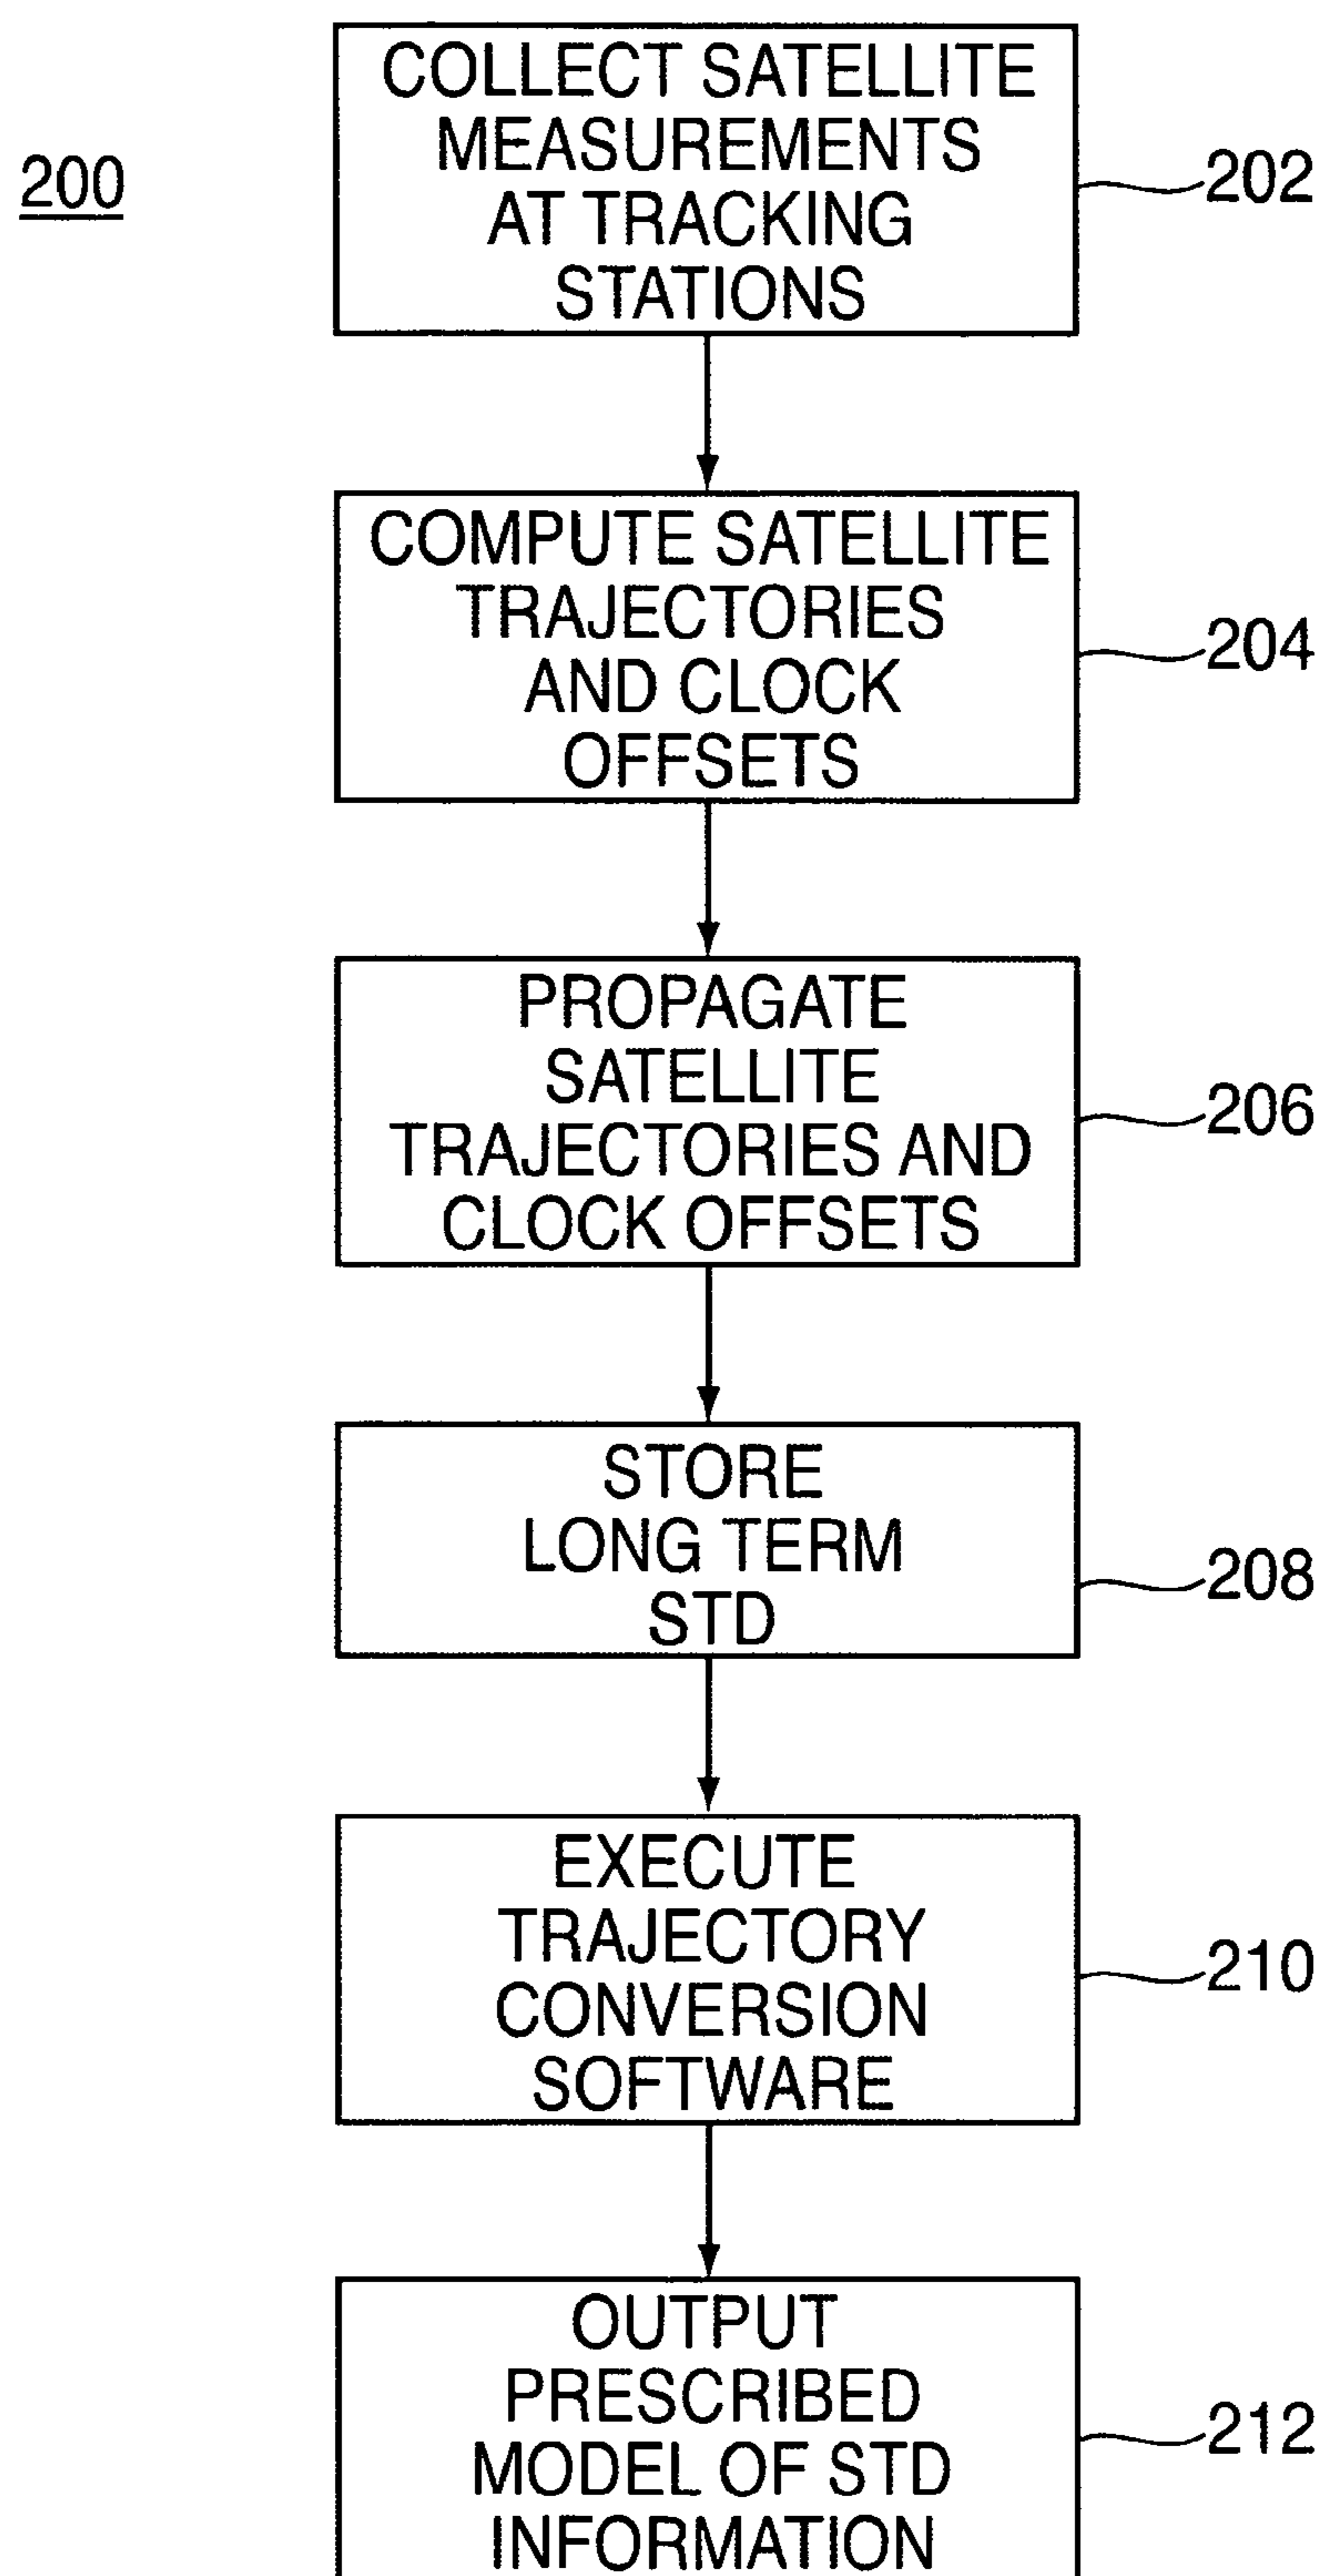 200
COLLECT SATELLITE
MEASUREMENTS
AT TRACKING
STATIONS
202
COMPUTE SATELLITE
TRAJECTORIES
AND CLOCK
OFFSETS
204
PROPAGATE
SATELLITE
TRAJECTORIES AND
CLOCK OFFSETS
206
STORE
LONG TERM
STD
208
EXECUTE
TRAJECTORY
CONVERSION
SOFTWARE
210
OUTPUT
PRESCRIBED
MODEL OF STD
INFORMATION
212